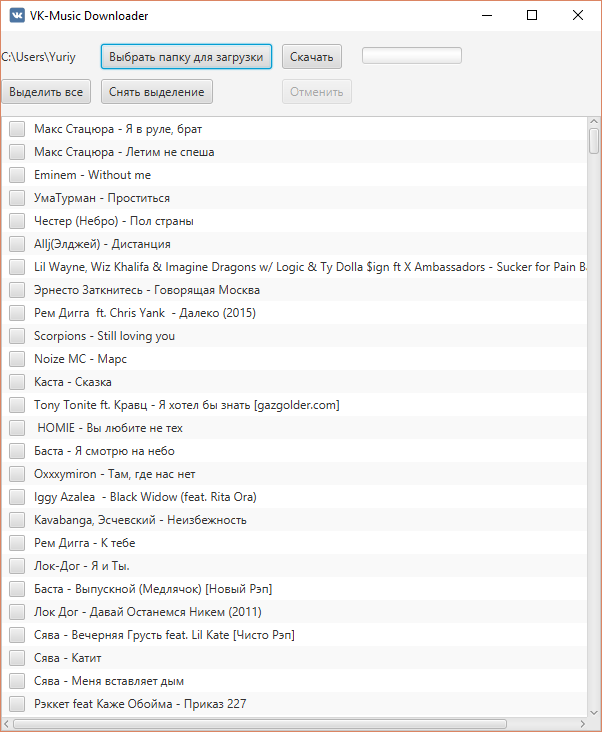 VK-Music Downloader
C:\Users\Yuriy Выбрать папку для загрузки Скачать
Выделить все Снять выделение Отменить
Макс Стацюра - Я в руле, брат
Макс Стацюра - Летим не спеша
Eminem - Without me
УмаТурман - Проститься
Честер (Небро) - Пол страны
Allj(Элджей) - Дистанция
Lil Wayne, Wiz Khalifa & Imagine Dragons w/ Logic & Ty Dolla $ign ft X Ambassadors - Sucker for Pain
Эрнесто Заткнитесь - Говорящая Москва
Рем Дигга  ft. Chris Yank  - Далеко (2015)
Scorpions - Still loving you
Noize MC - Марс
Каста - Сказка
Tony Tonite ft. Кравц - Я хотел бы знать [gazgolder.com]
HOMIE - Вы любите не тех
Баста - Я смотрю на небо
Oxxxymiron - Там, где нас нет
Iggy Azalea  - Black Widow (feat. Rita Ora)
Kavabanga, Эсчевский - Неизбежность
Рем Дигга - К тебе
Лок-Дог - Я и Ты.
Баста - Выпускной (Медлячок) [Новый Рэп]
Лок Дог - Давай Останемся Никем (2011)
Сява - Вечерняя Грусть feat. Lil Kate [Чисто Рэп]
Сява - Катит
Сява - Меня вставляет дым
Рэккет feat Каже Обойма - Приказ 227